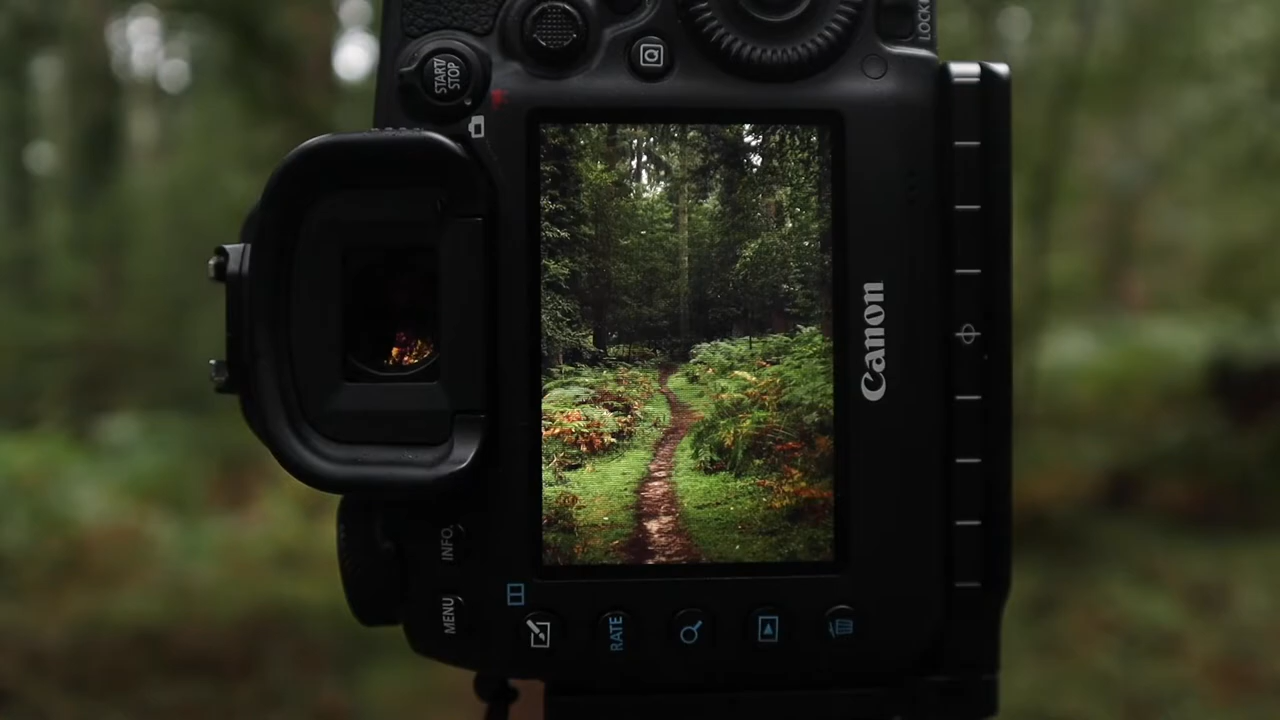 LOCK
START/
STOP
Q
Canon
INFO.
MENU
RATE